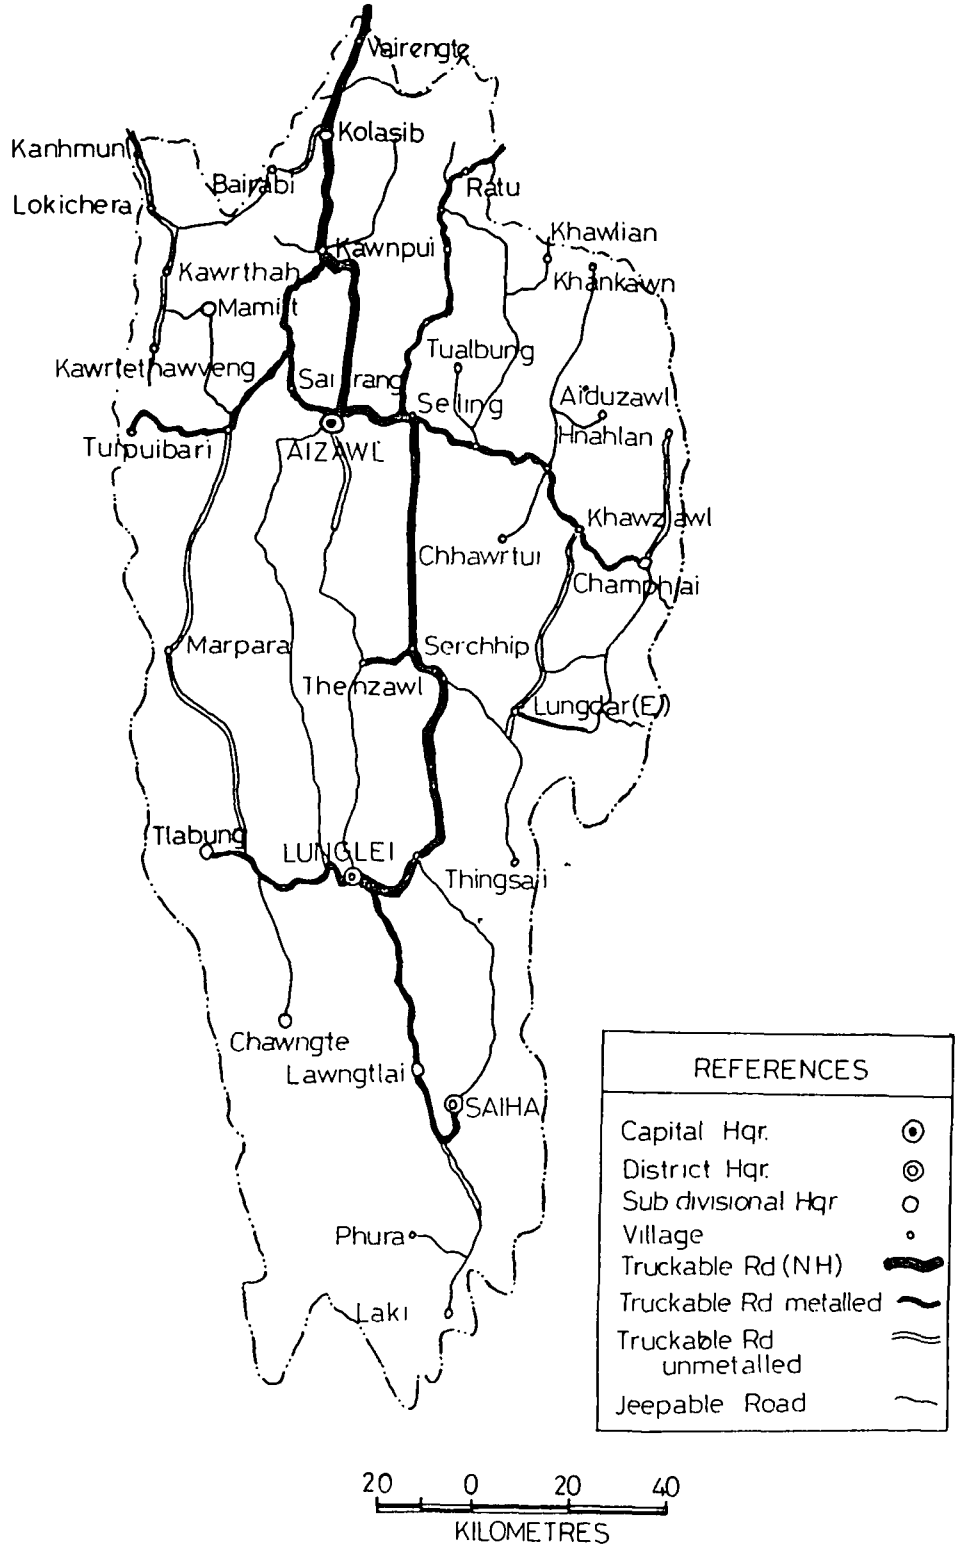 Vairengte
Kolasib
Kanhmun
Bairabi
Ratu
Lokichera
Khawlian
Kawnpui
Kawrthah
Khankawn
Mamit
Tualbung
Kawrtethawveng
Sairang
Aiduzawl
Seling
Hnahlan
Tuipuibari
AIZAWL
Khawzawl
Chhawrtui
Champhai
Marpara
Serchhip
Thenzawl
Lungdar(E)
Tlabung
LUNGLEI
Thingsai
Chawngte
Lawngtlai
SAIHA
Phura
Laki
REFERENCES
Capital Hqr.
District Hqr.
Sub divisional Hqr
Village
Truckable Rd (NH)
Truckable Rd metalled
Truckable Rd
unmetalled
Jeepable Road
20 0 20 40
KILOMETRES